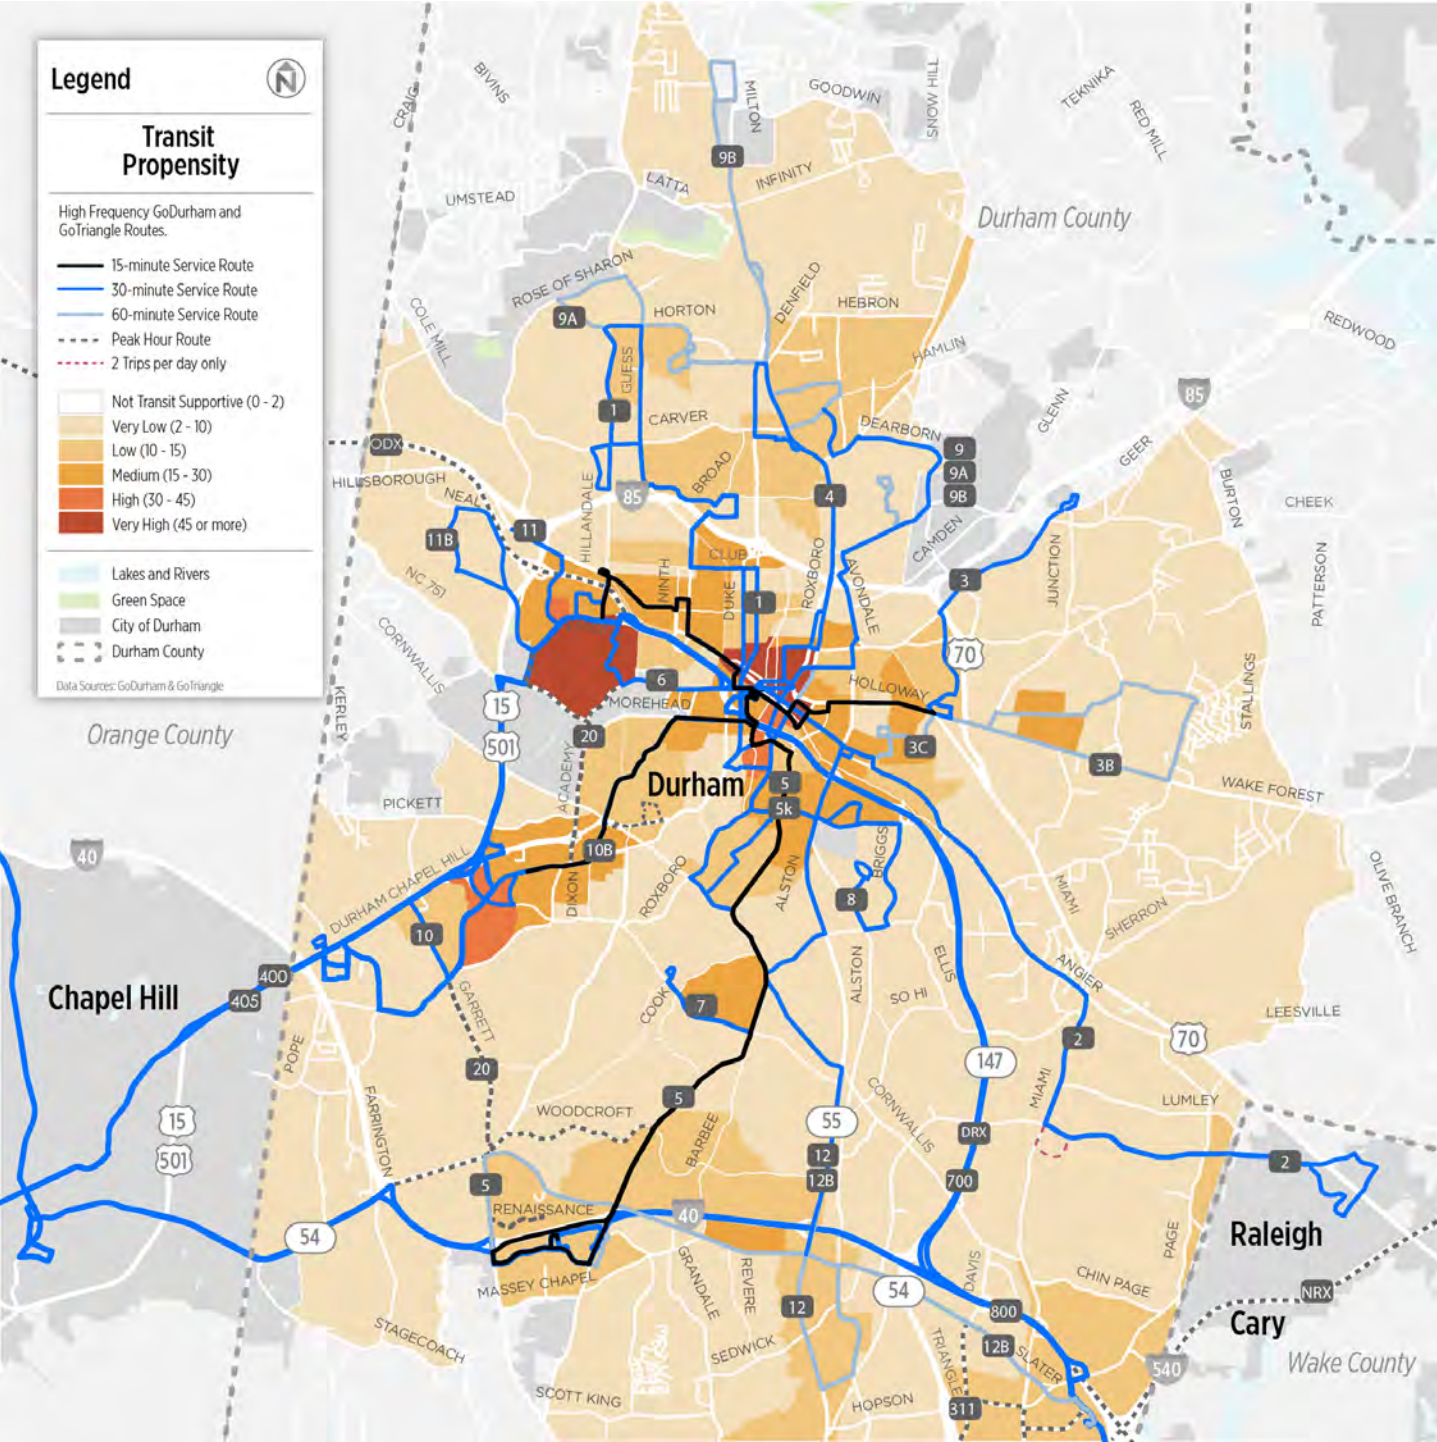 Legend
N
Transit
Propensity
High Frequency GoDurham and
GoTriangle Routes.
15-minute Service Route
30-minute Service Route
60-minute Service Route
Peak Hour Route
2 Trips per day only
Not Transit Supportive (0 - 2)
Very Low (2 - 10)
Low (10 - 15)
Medium (15 - 30)
High (30 - 45)
Very High (45 or more)
Lakes and Rivers
Green Space
City of Durham
Durham County
Data Sources: GoDurham & GoTriangle
CRAIG
BIVINS
MILTON
GOODWIN
SNOW HILL
TEKNIKA
RED MILL
9B
INFINITY
LATTA
UMSTEAD
Durham County
ROSE OF SHARON
DENFIELD
9A
HORTON
HEBRON
COLE MILL
REDWOOD
GUESS
HAMLIN
85
1
CARVER
GLENN
DEARBORN
ODX
9
9A
9B
GEER
HILLSBOROUGH
BROAD
BURTON
NEAL
85
4
CHEEK
HILLANDALE
11
11B
CAMDEN
CLUB
PATTERSON
JUNCTION
NC 751
NINTH
DUKE
ROXBORO
AVONDALE
3
1
CORNWALLIS
70
KERLEY
6
HOLLOWAY
STALLINGS
15
501
MOREHEAD
20
Orange County
3C
3B
ACADEMY
Durham
5
5k
WAKE FOREST
PICKETT
40
10B
BRIGGS
OLIVE BRANCH
DURHAM CHAPEL HILL
DIXON
ROXBORO
ALSTON
MIAMI
8
SHERRON
10
400
405
Chapel Hill
GARRETT
COOK
7
ALSTON
ELLIS
SO HI
ANGIER
LEESVILLE
POPE
2
70
20
147
15
501
FARRINGTON
WOODCROFT
5
BARBEE
CORNWALLIS
MIAMI
LUMLEY
55
12
12B
DRX
700
2
5
RENAISSANCE
40
54
Raleigh
PAGE
MASSEY CHAPEL
GRANDALE
REVERE
DAVIS
CHIN PAGE
54
12
800
NRX
Cary
STAGECOACH
SEDWICK
12B
SLATER
TRIANGLE
540
Wake County
SCOTT KING
HOPSON
311